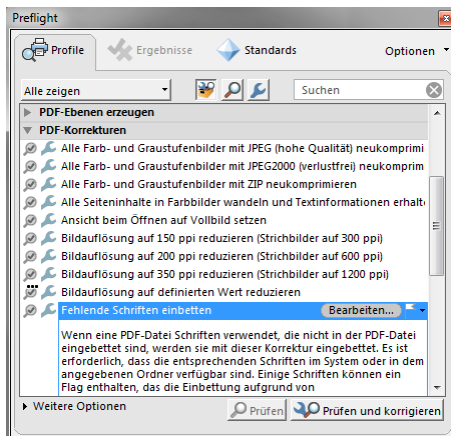 Preflight
Profile
Ergebnisse
Standards
Optionen
Alle zeigen
Suchen
PDF-Ebenen erzeugen
PDF-Korrekturen
Alle Farb- und Graustufenbilder mit JPEG (hohe Qualität) neukomprimi
Alle Farb- und Graustufenbilder mit JPEG2000 (verlustfrei) neukomprim
Alle Farb- und Graustufenbilder mit ZIP neukomprimieren
Alle Seiteninhalte in Farbbilder wandeln und Textinformationen erhalt
Ansicht beim Öffnen auf Vollbild setzen
Bildauflösung auf 150 ppi reduzieren (Strichbilder auf 300 ppi)
Bildauflösung auf 200 ppi reduzieren (Strichbilder auf 600 ppi)
Bildauflösung auf 350 ppi reduzieren (Strichbilder auf 1200 ppi)
Bildauflösung auf definierten Wert reduzieren
Fehlende Schriften einbetten Bearbeiten...
Wenn eine PDF-Datei Schriften verwendet, die nicht in der PDF-Datei
eingebettet sind, werden sie mit dieser Korrektur eingebettet. Es ist
erforderlich, dass die entsprechenden Schriften im System oder in dem
angegebenen Ordner verfügbar sind. Einige Schriften können ein
Flag enthalten, das die Einbettung aufgrund von
Weitere Optionen
Prüfen
Prüfen und korrigieren